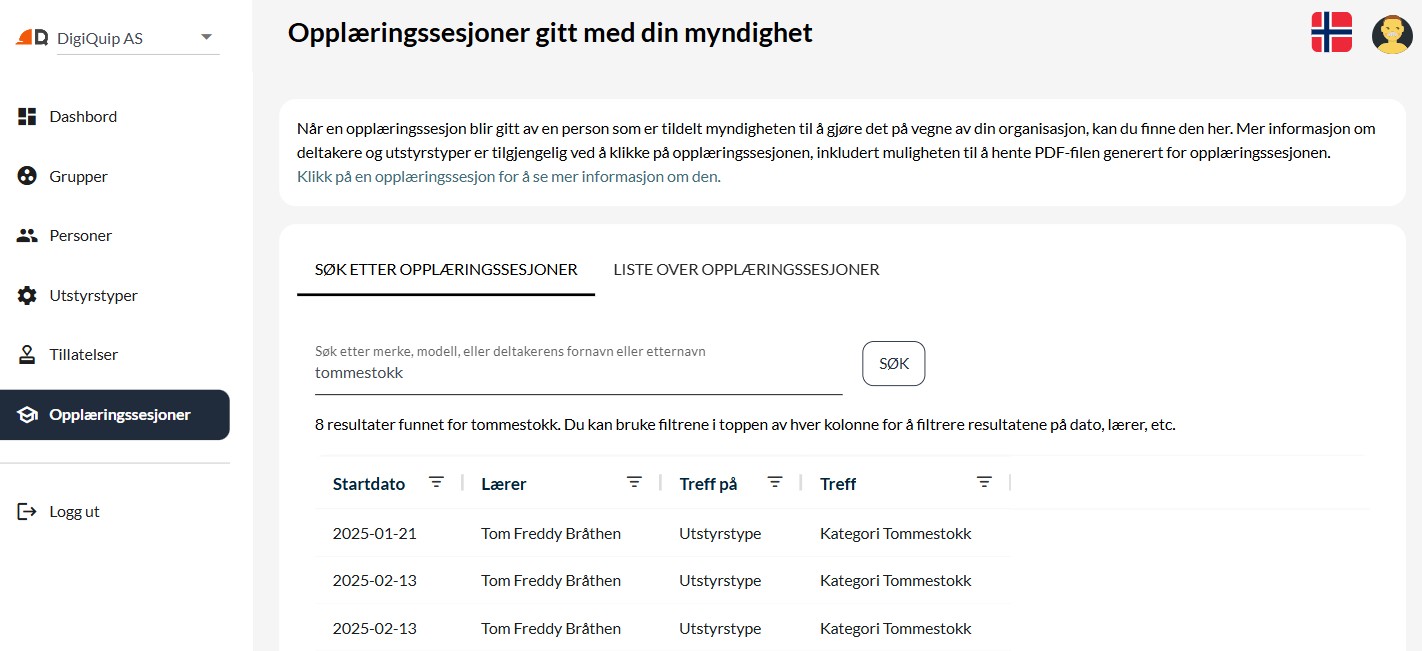 DigiQuip AS
Dashbord
Grupper
Personer
Utstyrstyper
Tillatelser
Opplæringssesjoner
Logg ut
Opplæringssesjoner gitt med din myndighet
Når en opplæringssesjon blir gitt av en person som er tildelt myndigheten til å gjøre det på vegne av din organisasjon, kan du finne den her. Mer informasjon om
deltakere og utstyrstyper er tilgjengelig ved å klikke på opplæringssesjonen, inkludert muligheten til å hente PDF-filen generert for opplæringssesjonen.
Klikk på en opplæringssesjon for å se mer informasjon om den.
SØK ETTER OPPLÆRINGSSESJONER LISTE OVER OPPLÆRINGSSESJONER
Søk etter merke, modell, eller deltakerens fornavn eller etternavn
tommestokk
SØK
8 resultater funnet for tommestokk. Du kan bruke filtrene i toppen av hver kolonne for å filtrere resultatene på dato, lærer, etc.
Startdato Lærer Treff på Treff
2025-01-21 Tom Freddy Bråthen Utstyrstype Kategori Tommestokk
2025-02-13 Tom Freddy Bråthen Utstyrstype Kategori Tommestokk
2025-02-13 Tom Freddy Bråthen Utstyrstype Kategori Tommestokk